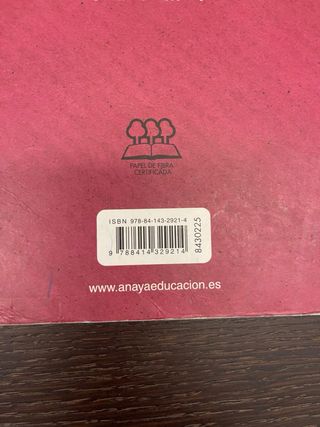 PAPEL DE FIBRA
CERTIFICADA
ISBN 978-84-143-2921-4
9 788414 329214
8430225
www.anayaeducacion.es